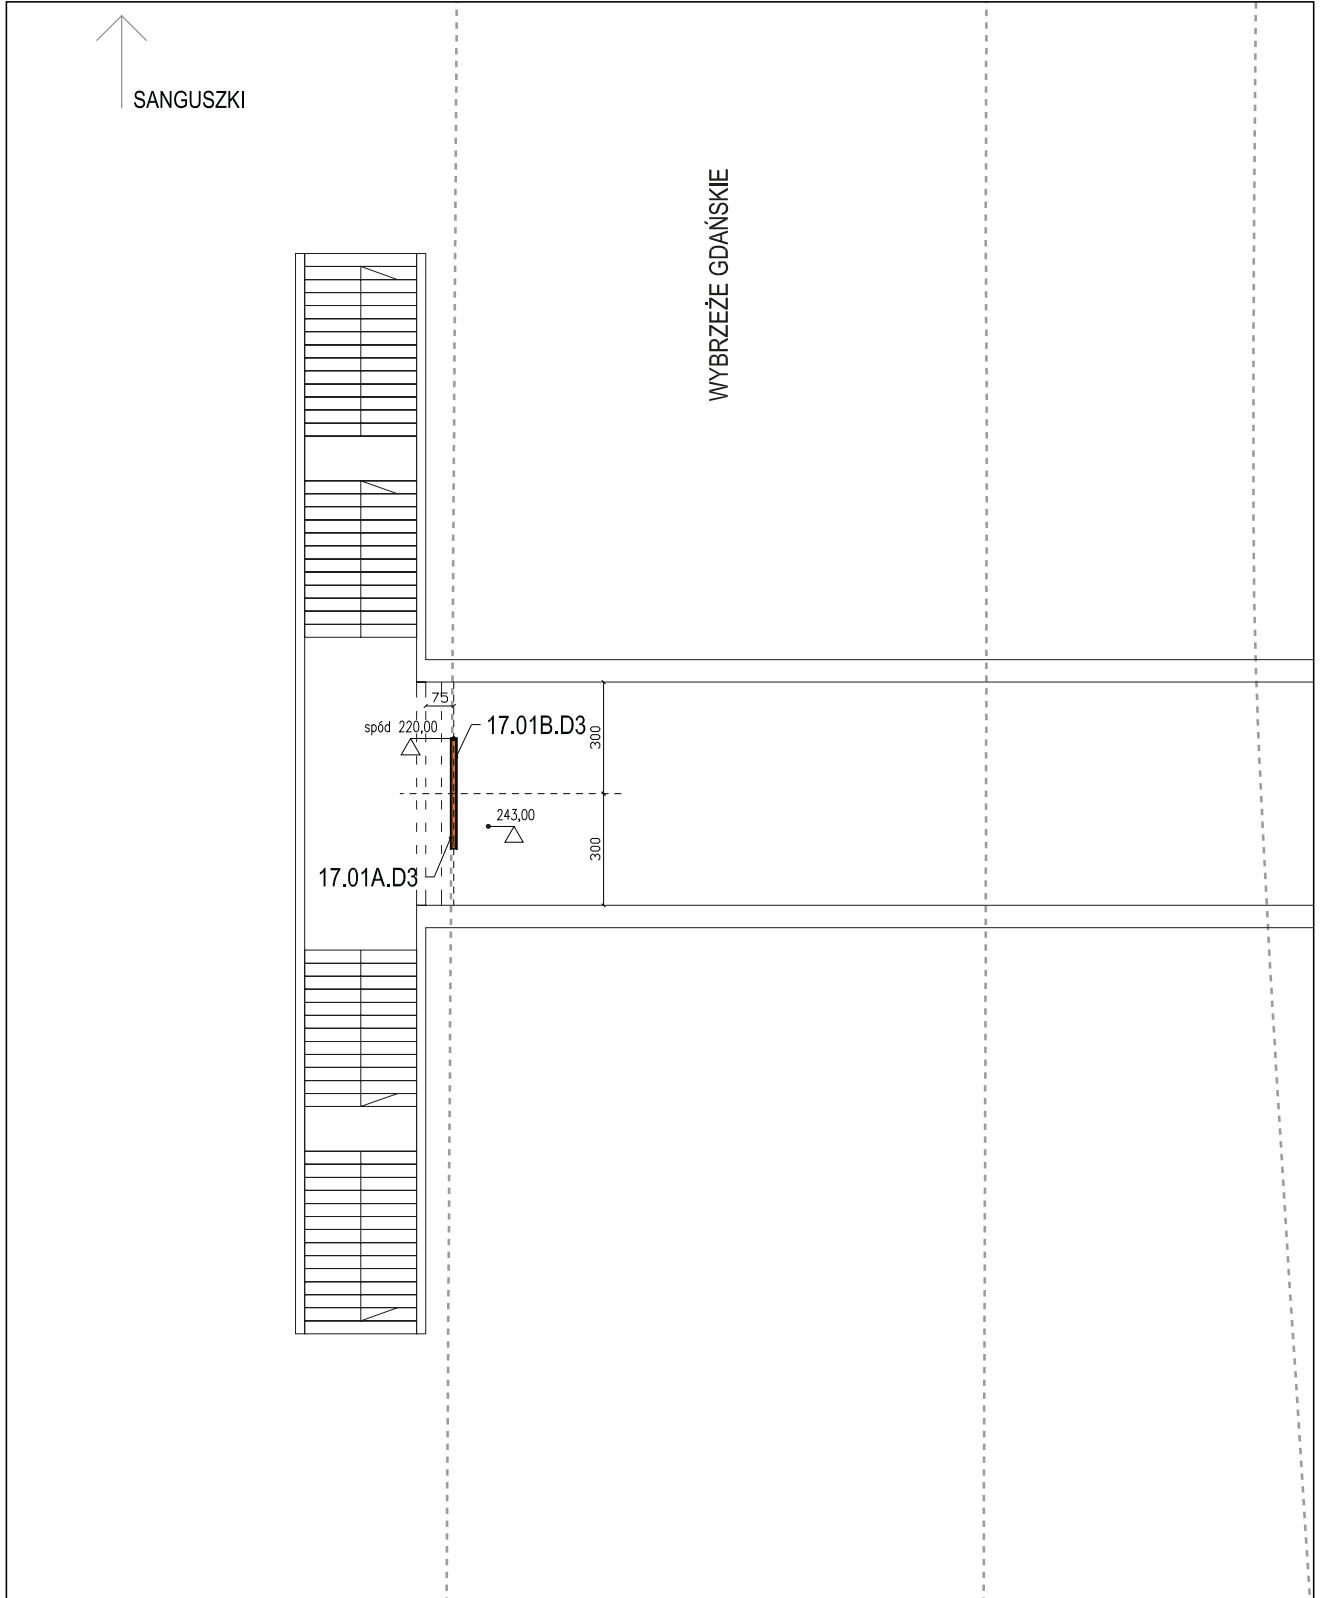 SANGUSZKI
WYBRZEŻE GDAŃSKIE
75
spód 220,00
17.01B.D3
300
243,00
300
17.01A.D3